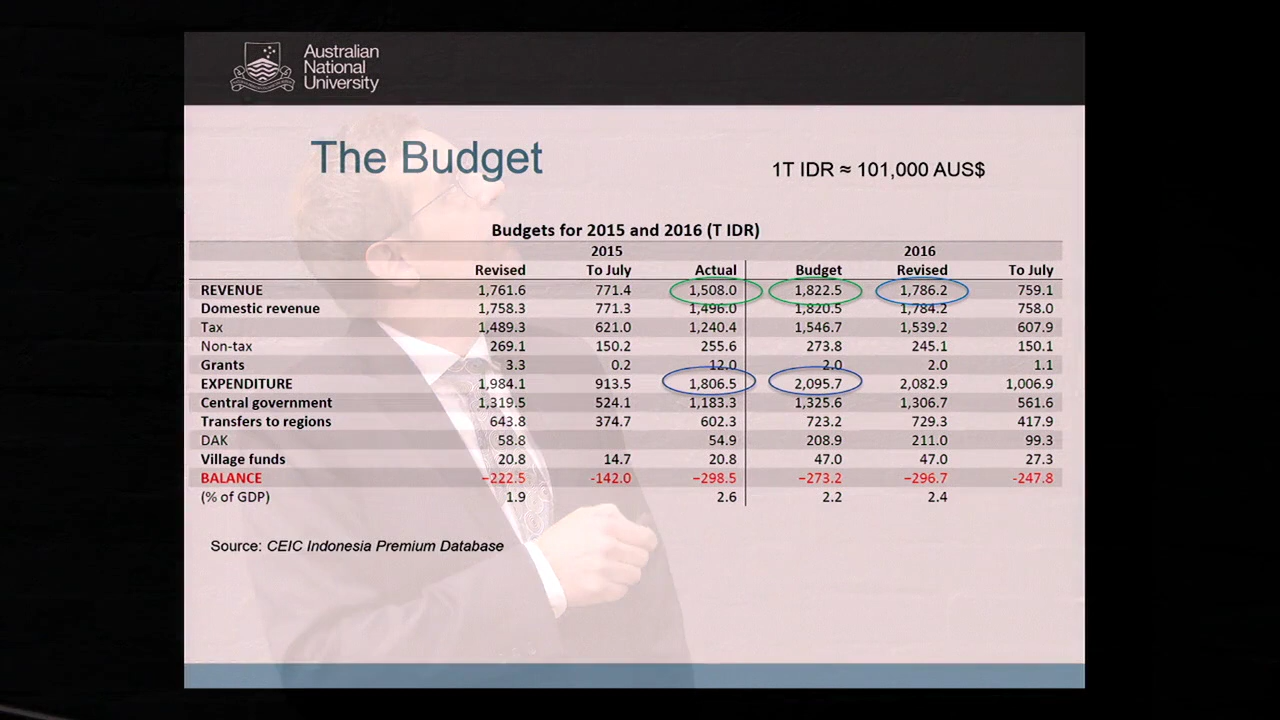 Australian
National
University
The Budget
1T IDR ≈ 101,000 AUS$
Budgets for 2015 and 2016 (T IDR)
2015 2016
Revised To July Actual Budget Revised To July
REVENUE 1,761.6 771.4 1,508.0 1,822.5 1,786.2 759.1
Domestic revenue 1,758.3 771.3 1,496.0 1,820.5 1,784.2 758.0
Tax 1,489.3 621.0 1,240.4 1,546.7 1,539.2 607.9
Non-tax 269.1 150.2 255.6 273.8 245.1 150.1
Grants 3.3 0.2 12.0 2.0 2.0 1.1
EXPENDITURE 1,984.1 913.5 1,806.5 2,095.7 2,082.9 1,006.9
Central government 1,319.5 524.1 1,183.3 1,325.6 1,306.7 561.6
Transfers to regions 643.8 374.7 602.3 723.2 729.3 417.9
DAK 58.8 54.9 208.9 211.0 99.3
Village funds 20.8 14.7 20.8 47.0 47.0 27.3
BALANCE −222.5 -142.0 −298.5 −273.2 −296.7 -247.8
(% of GDP) 1.9 2.6 2.2 2.4
Source: CEIC Indonesia Premium Database